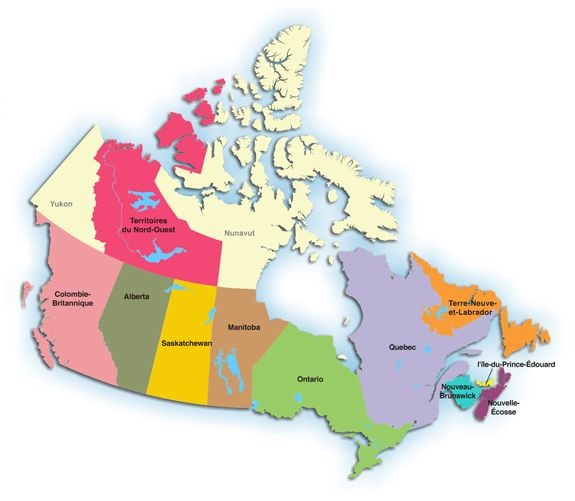 Yukon
Territoires
du Nord-Ouest
Nunavut
Colombie-
Britannique
Alberta
Saskatchewan
Manitoba
Ontario
Quebec
Terre-Neuve-
et-Labrador
l'île-du-Prince-Édouard
Nouveau-
Brunswick
Nouvelle-
Écosse